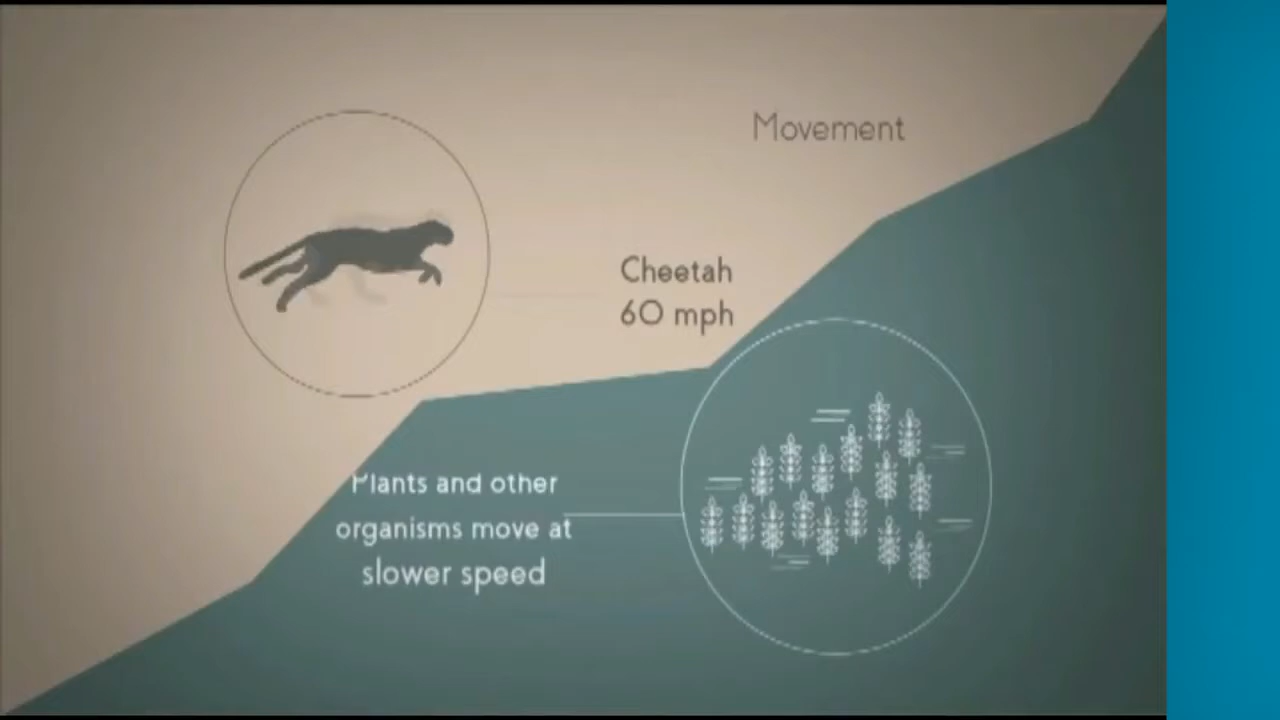 Movement
Cheetah
60 mph
Plants and other
organisms move at
slower speed